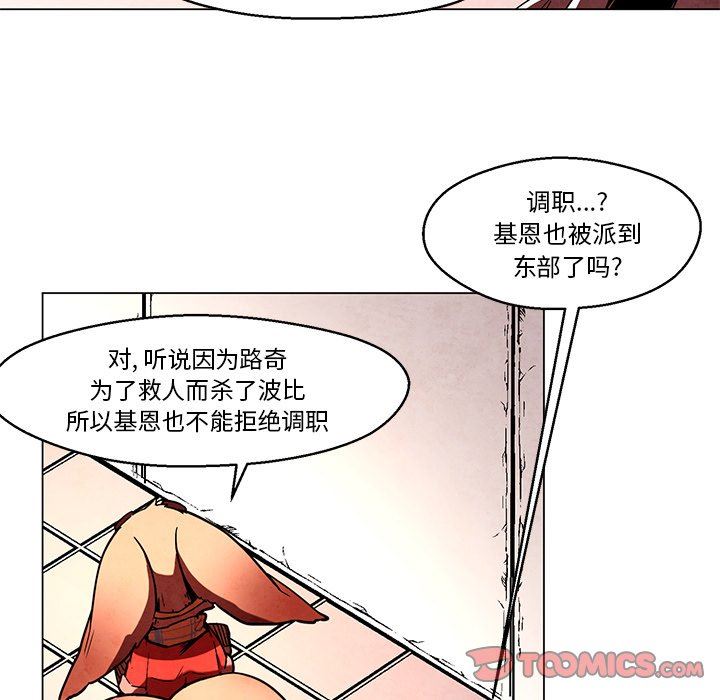 调职...?
基恩也被派到
东部了吗?
对, 听说因为路奇
为了救人而杀了波比
所以基恩也不能拒绝调职
TOOMICS.COM